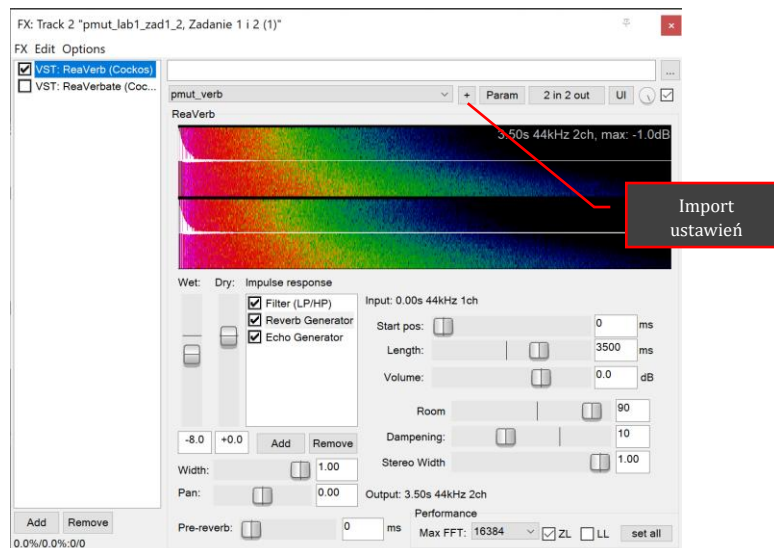 FX: Track 2 "pmut_lab1_zad1_2, Zadanie 1 i 2 (1)"
FX Edit Options
VST: ReaVerb (Cockos)
VST: ReaVerbate (Coc...
...
pmut_verb
+
Param
2 in 2 out
UI
ReaVerb
3.50s 44kHz 2ch, max: -1.0dB
Import
ustawień
Wet: Dry: Impulse response
Filter (LP/HP)
Reverb Generator
Echo Generator
Input: 0.00s 44kHz 1ch
Start pos: 0 ms
Length: 3500 ms
Volume: 0.0 dB
Room 90
Dampening: 10
Stereo Width 1.00
-8.0 +0.0 Add Remove
Width: 1.00
Pan: 0.00
Output: 3.50s 44kHz 2ch
Pre-reverb: 0 ms
Performance
Max FFT: 16384 ZL LL set all
Add Remove
0.0%/0.0%:0/0